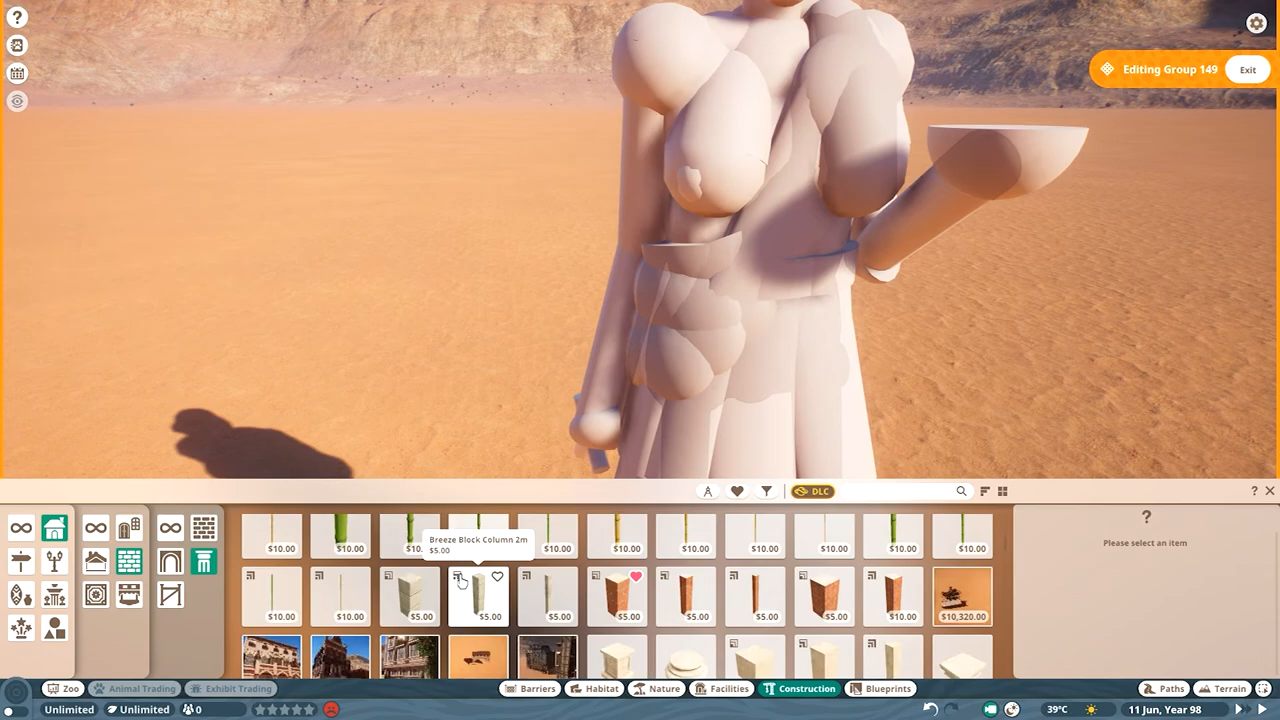 ?
Editing Group 149
Exit
DLC
?
Breeze Block Column 2m
$5.00
$10.00 $10.00 $10. $10.00 $10.00 $10.00 $10.00 $10.00 $10.00
$10.00 $10.00 $5.00 $5.00 $5.00 $5.00 $5.00 $5.00 $5.00 $10.00 $10,320.00
?
Please select an item
Zoo Animal Trading Exhibit Trading Barriers Habitat Nature Facilities Construction Blueprints Paths Terrain
Unlimited Unlimited 0 39°C 11 Jun, Year 98